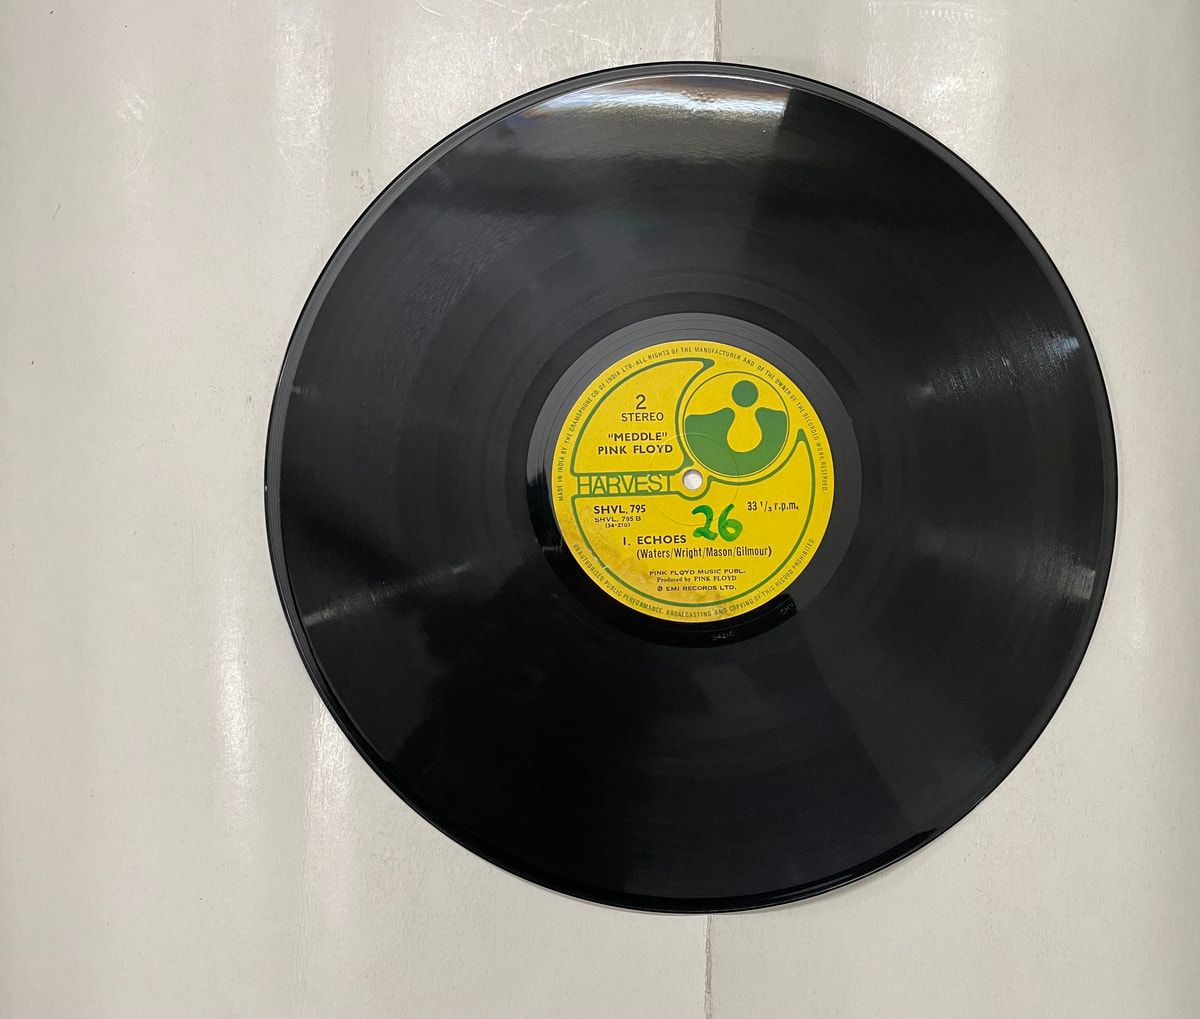 MADE IN INDIA BY THE GRAMOPHONE CO. OF INDIA LTD. ALL RIGHTS OF THE MANUFACTURER AND OF THE OWNER OF THE RECORDED WORK RESERVED.
2
STEREO
"MEDDLE"
PINK FLOYD
HARVEST
SHVL. 795
SHVL. 795 B
(34-210)
26
33 1/3 r.p.m.
1. ECHOES
(Waters/Wright/Mason/Gilmour)
PINK FLOYD MUSIC PUBL.
Produced by PINK FLOYD
℗ EMI RECORDS LTD.
UNAUTHORISED PUBLIC PERFORMANCE, BROADCASTING AND COPYING OF THIS RECORD PROHIBITED
34210